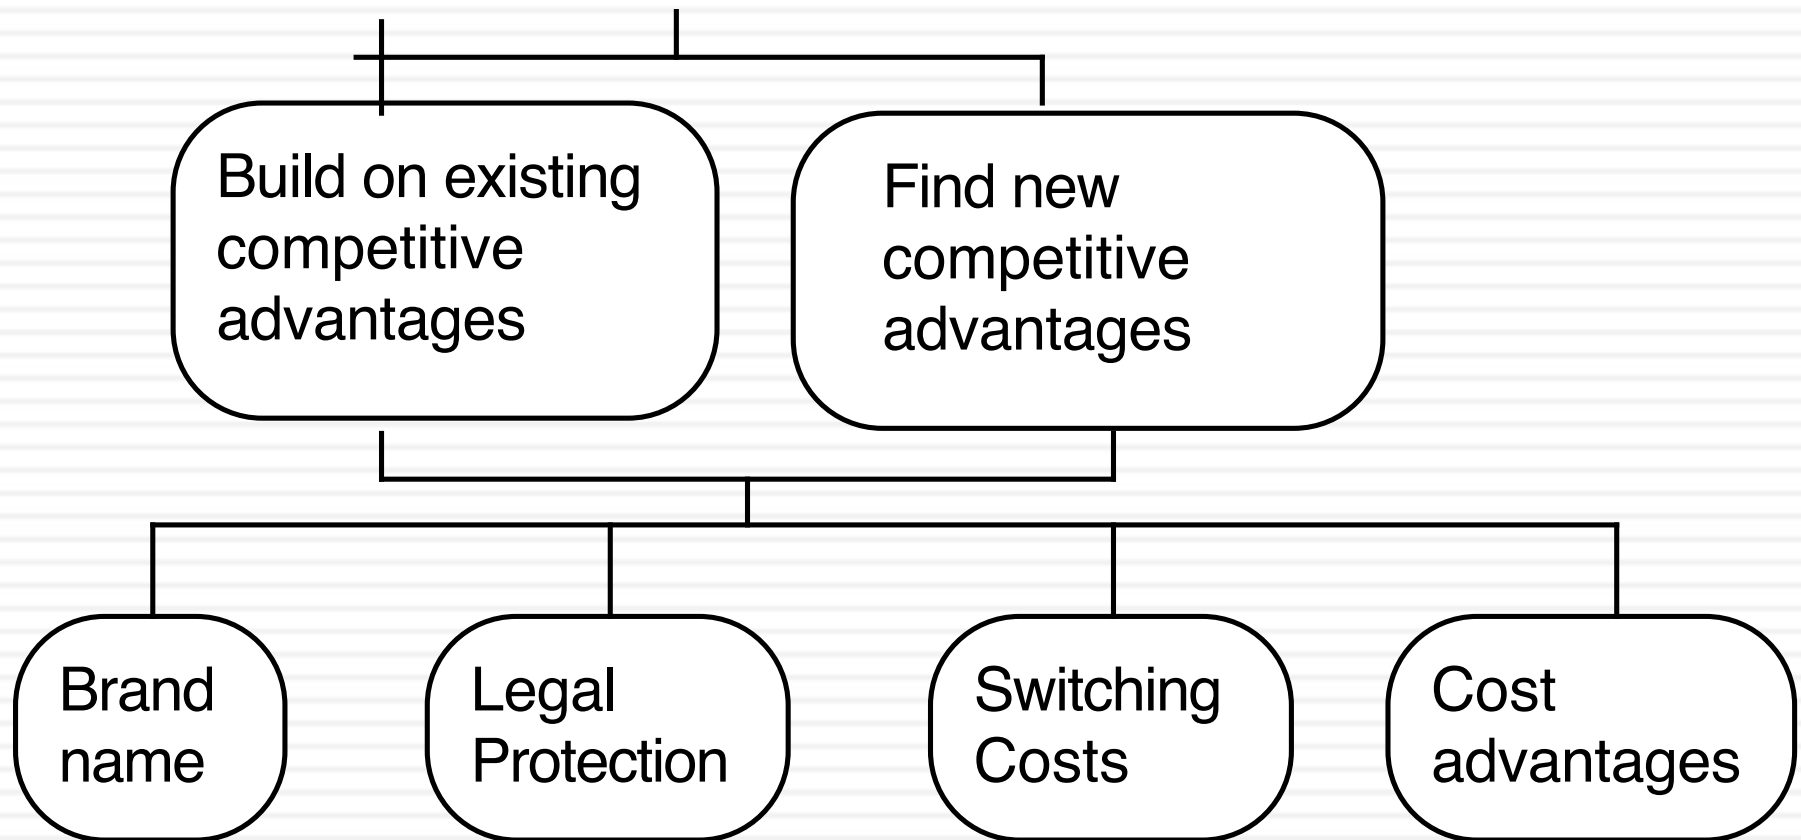 Build on existing
competitive
advantages
Find new
competitive
advantages
Brand
name
Legal
Protection
Switching
Costs
Cost
advantages